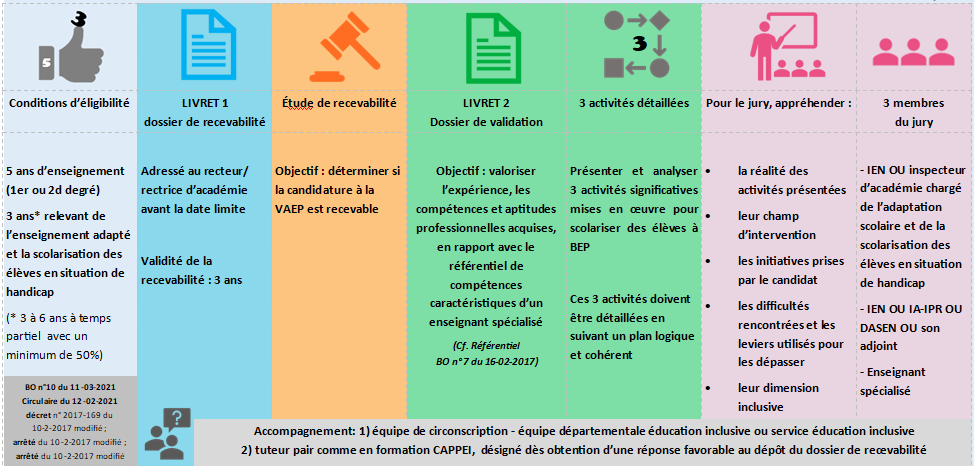 3
5
Conditions d'éligibilité
5 ans d'enseignement
(1er ou 2d degré)
3 ans* relevant de
l'enseignement adapté
et la scolarisation des
élèves en situation de
handicap
(* 3 à 6 ans à temps
partiel avec un
minimum de 50%)
BO n°10 du 11-03-2021
Circulaire du 12-02-2021
décret n° 2017-169 du
10-2-2017 modifié ;
arrêté du 10-2-2017 modifié ;
arrêté du 10-2-2017 modifié
LIVRET 1
dossier de recevabilité
Adressé au recteur/
rectrice d'académie
avant la date limite
Validité de la
recevabilité : 3 ans
Étude de recevabilité
Objectif : déterminer si
la candidature à la
VAEP est recevable
LIVRET 2
Dossier de validation
Objectif : valoriser
l'expérience, les
compétences et aptitudes
professionnelles acquises,
en rapport avec le
référentiel de
compétences
caractéristiques d'un
enseignant spécialisé
(Cf. Référentiel
BO n°7 du 16-02-2017)
3
3 activités détaillées
Présenter et analyser
3 activités significatives
mises en œuvre pour
scolariser des élèves à
BEP
Ces 3 activités doivent
être détaillées en
suivant un plan logique
et cohérent
Pour le jury, appréhender :
• la réalité des
activités présentées
• leur champ
d'intervention
• les initiatives prises
par le candidat
• les difficultés
rencontrées et les
leviers utilisés pour
les dépasser
• leur dimension
inclusive
3 membres
du jury
- IEN OU inspecteur
d'académie chargé
de l'adaptation
scolaire et de la
scolarisation des
élèves en situation
de handicap
- IEN OU IA-IPR OU
DASEN OU son
adjoint
- Enseignant
spécialisé
?
Accompagnement: 1) équipe de circonscription - équipe départementale éducation inclusive ou service éducation inclusive
2) tuteur pair comme en formation CAPPEI, désigné dès obtention d'une réponse favorable au dépôt du dossier de recevabilité